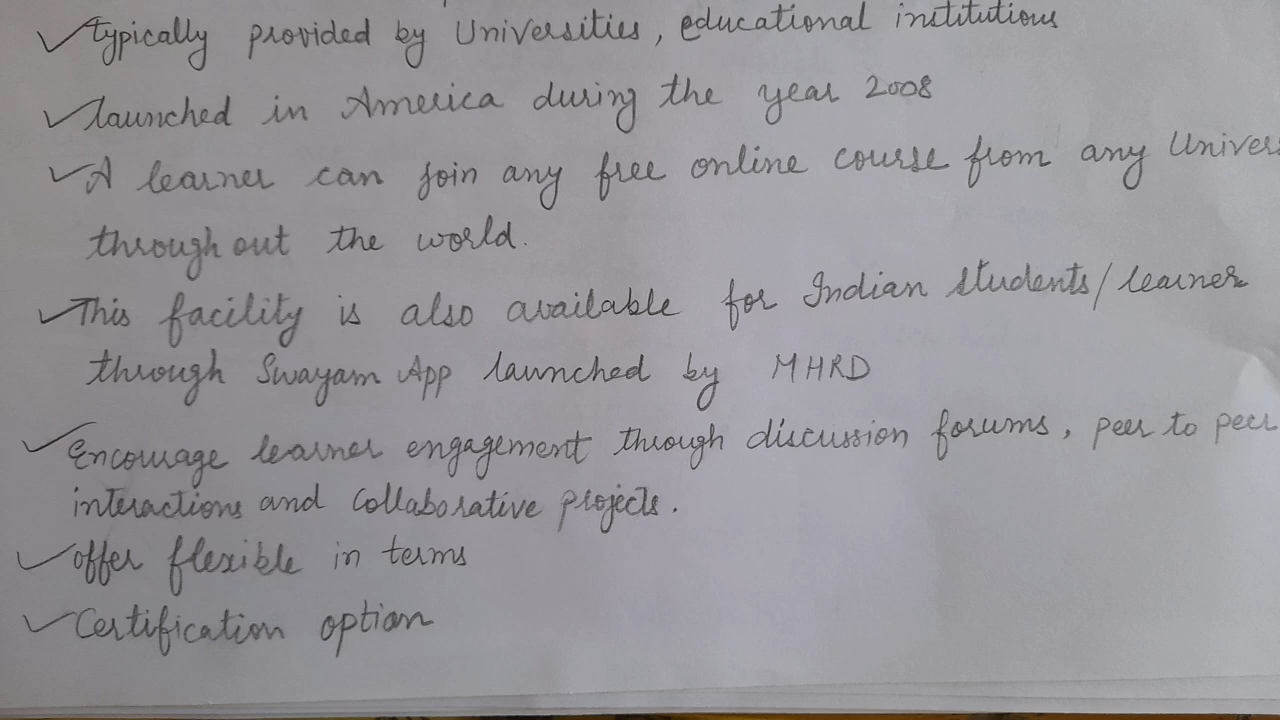 ✓typically provided by Universities, educational institutions
✓launched in America during the year 2008
✓A learner can join any free online course from any Univers
through out the world.
✓This facility is also available for Indian students/learner
through Swayam App launched by MHRD
✓Encourage learner engagement through discussion forums, peer to peer
interactions and collaborative projects.
✓offer flexible in terms
✓Certification option